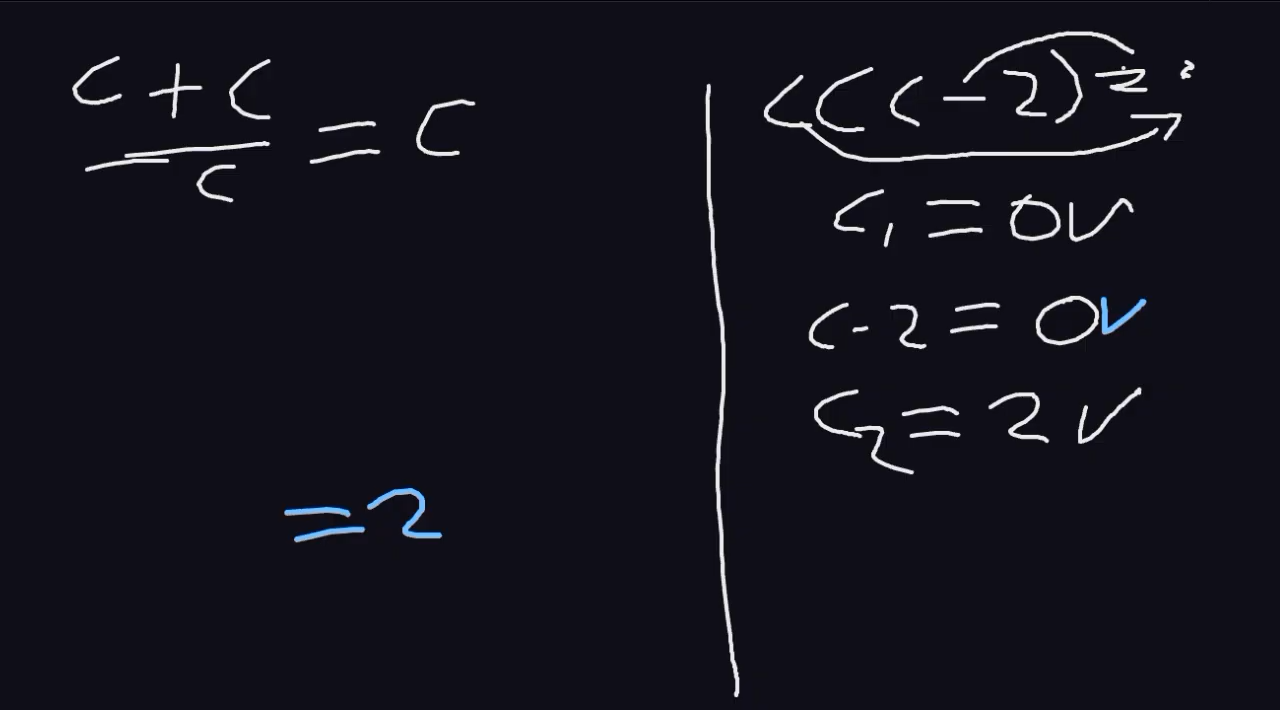 C + C
—— = C
C
= 2
C(C - 2) = 0
C₁ = 0 v
C - 2 = 0 v
C₂ = 2 v